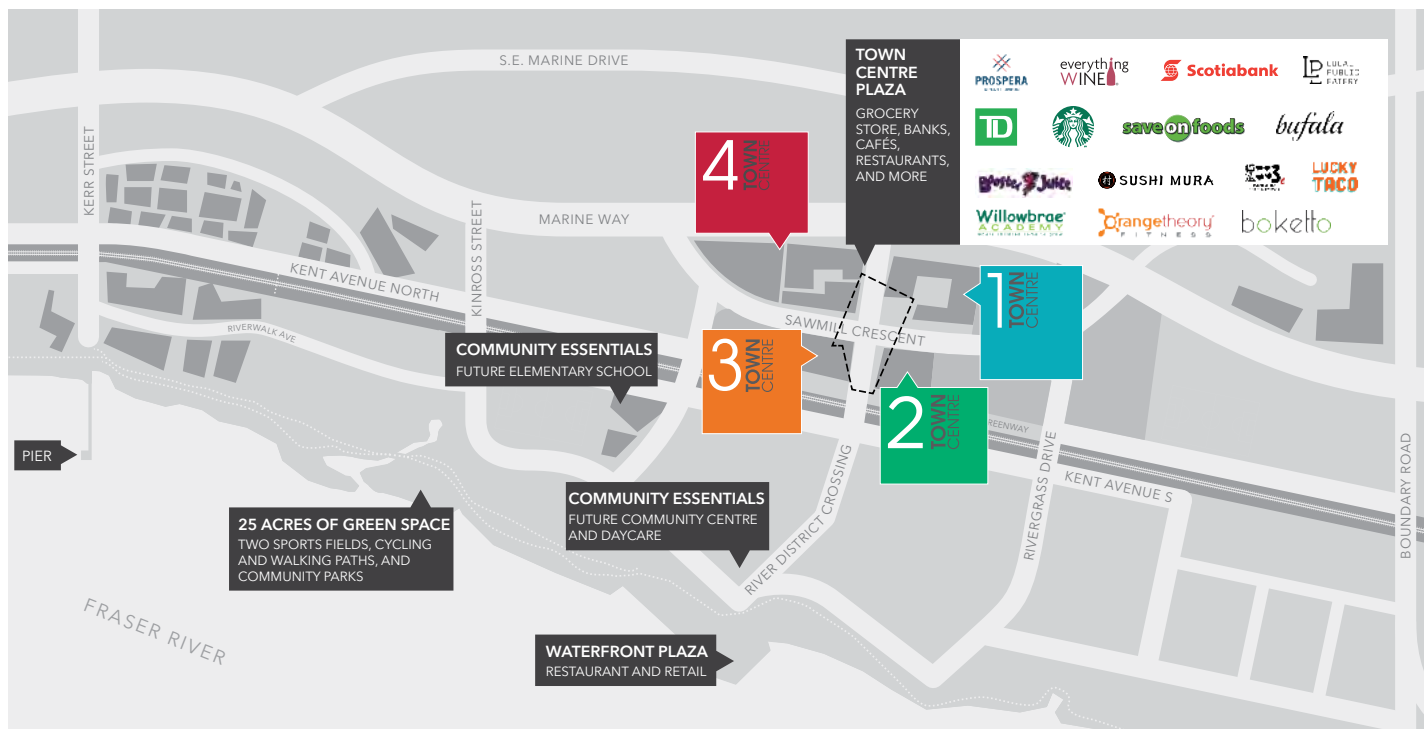 S.E. MARINE DRIVE
TOWN
CENTRE
PLAZA
GROCERY
STORE, BANKS,
CAFÉS,
RESTAURANTS,
AND MORE
PROSPERA
everything
WINE
Scotiabank
LP
PUBLIC
EATERY
TD
save on foods
bufala
Booster Juice
SUSHI MURA
LUCKY
TACO
Willowbrae
ACADEMY
Orangetheory
FITNESS
boketto
KERR STREET
4
TOWN
CENTRE
MARINE WAY
KINROSS STREET
KENT AVENUE NORTH
RIVERWALK AVE
1
TOWN
CENTRE
SAWMILL CRESCENT
COMMUNITY ESSENTIALS
FUTURE ELEMENTARY SCHOOL
3
TOWN
CENTRE
2
TOWN
CENTRE
REENWAY
KENT AVENUE S
BOUNDARY ROAD
RIVERGRASS DRIVE
RIVER DISTRICT CROSSING
PIER
COMMUNITY ESSENTIALS
FUTURE COMMUNITY CENTRE
AND DAYCARE
25 ACRES OF GREEN SPACE
TWO SPORTS FIELDS, CYCLING
AND WALKING PATHS, AND
COMMUNITY PARKS
FRASER RIVER
WATERFRONT PLAZA
RESTAURANT AND RETAIL